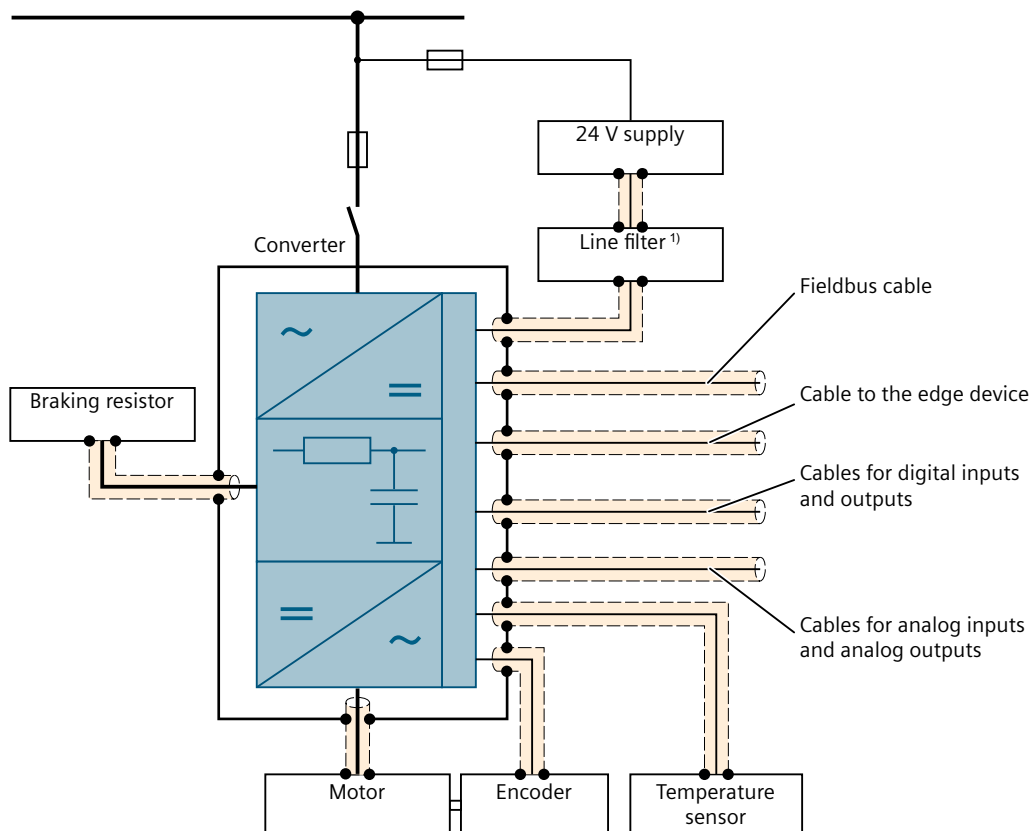 24 V supply
Converter
Line filter 1)
Fieldbus cable
Braking resistor
Cable to the edge device
Cables for digital inputs
and outputs
Cables for analog inputs
and analog outputs
Motor
Encoder
Temperature
sensor